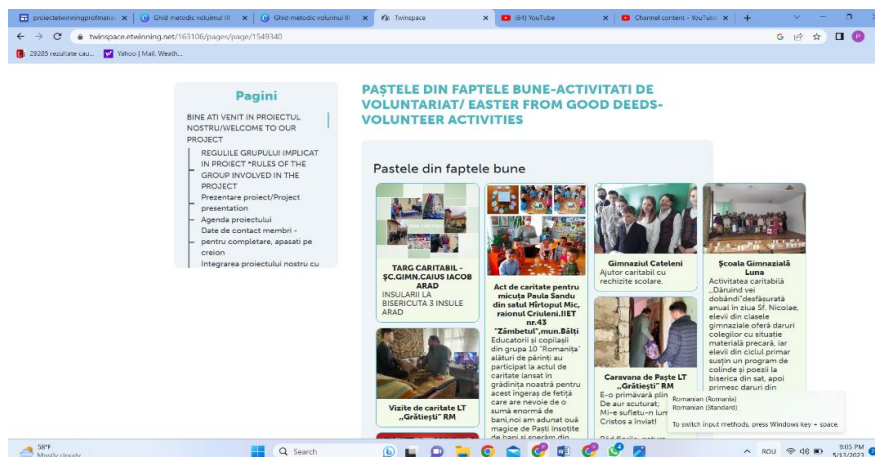 proiectetwinningprofmaria
Ghid metodic volulmul III
Ghid metodic volulmul II
Twinspace
(64) YouTube
Channel content - YouTube
twinspace.etwinning.net/163106/pages/page/1549340
29285 rezultate cau...
Yahoo | Mail, Weath...
Pagini
BINE ATI VENIT IN PROIECTUL
NOSTRU/WELCOME TO OUR
PROJECT
REGULILE GRUPULUI IMPLICAT
IN PROIECT *RULES OF THE
GROUP INVOLVED IN THE
PROJECT
Prezentare proiect/Project
presentation
Agenda proiectului
Date de contact membri -
pentru completare, apasati pe
creion
Integrarea proiectului nostru cu
PAȘTELE DIN FAPTELE BUNE-ACTIVITATI DE
VOLUNTARIAT/ EASTER FROM GOOD DEEDS-
VOLUNTEER ACTIVITIES
Pastele din faptele bune
TARG CARITABIL -
ȘC.GIMN.CAIUS IACOB
ARAD
INSULARII LA
BISERICUTA 3 INSULE
ARAD
Vizite de caritate LT
,,Grătiești" RM
Act de caritate pentru
micuța Paula Sandu
din satul Hîrtopul Mic,
raionul Criuleni.IIET
nr.43
"Zâmbetul",mun.Bălți
Educatorii și copilașii
din grupa 10 "Romanița"
alături de părinți au
participat la actul de
caritate lansat în
grădinița noastră pentru
acest îngeraș de fetiță
care are nevoie de o
sumă enormă de
bani,noi am adunat ouă
magice de Paști însoțite
de bani și sperăm din
Gimnaziul Cateleni
Ajutor caritabil cu
rechizite scolare.
Caravana de Paște LT
,,Grătiești" RM
E-o primăvară plin
De aur scuturat;
Mi-e sufletu-n lum
Cristos a înviat!
Școala Gimnazială
Luna
Activitatea caritabilă
,,Dăruind vei
dobândi"desfășurată
anual in ziua Sf. Nicolae,
elevii din clasele
gimnaziale oferă daruri
colegilor cu situație
materială precară, iar
elevii din ciclul primar
susțin un program de
colinde și poezii la
biserica din sat, apoi
primesc daruri din
Romanian (Romania)
Romanian (Standard)
To switch input methods, press Windows key + space.
58°F
Mostly cloudy
Search
ROU
9:05 PM
5/13/2023